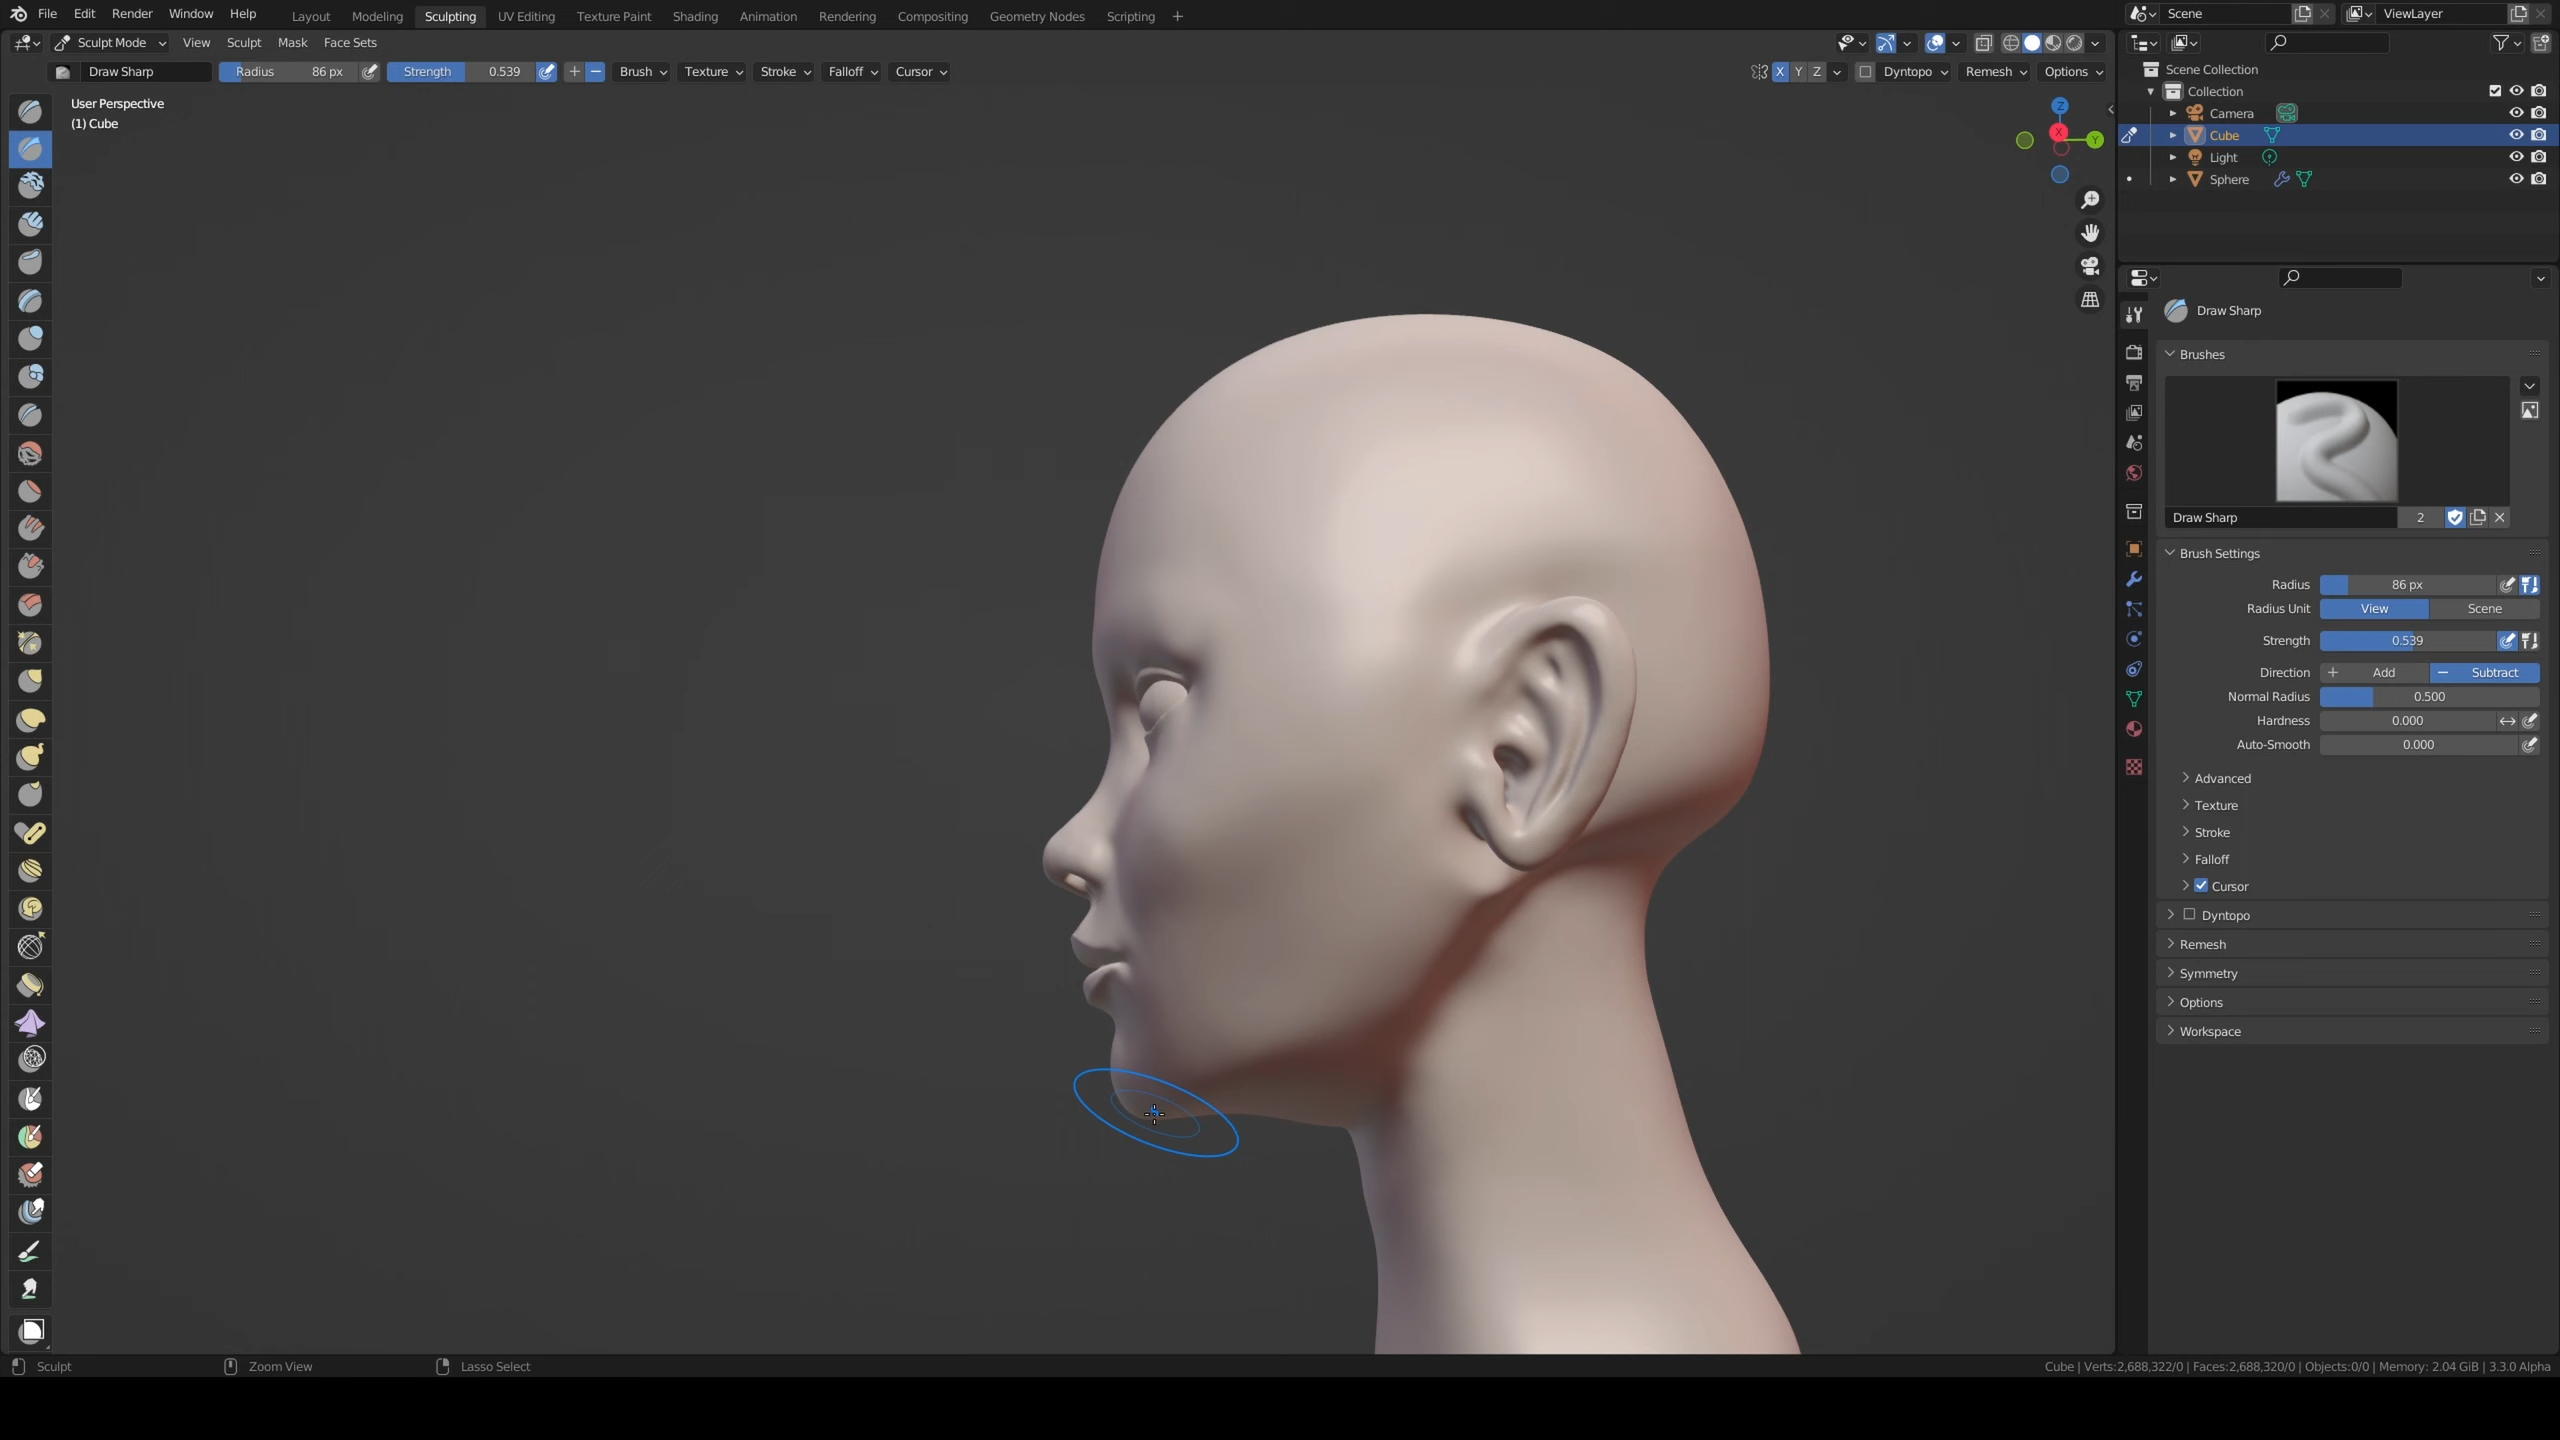 File Edit Render Window Help Layout Modeling Sculpting UV Editing Texture Paint Shading Animation Rendering Compositing Geometry Nodes Scripting + Scene ViewLayer
Sculpt Mode View Sculpt Mask Face Sets
Draw Sharp Radius 86 px Strength 0.539 + − Brush Texture Stroke Falloff Cursor X Y Z Dyntopo Remesh Options
User Perspective
(1) Cube
Z
X
Y
Scene Collection
Collection
Camera
Cube
Light
Sphere
Draw Sharp
Brushes
Draw Sharp 2
Brush Settings
Radius 86 px
Radius Unit View Scene
Strength 0.539
Direction + Add − Subtract
Normal Radius 0.500
Hardness 0.000
Auto-Smooth 0.000
Advanced
Texture
Stroke
Falloff
Cursor
Dyntopo
Remesh
Symmetry
Options
Workspace
Sculpt Zoom View Lasso Select Cube | Verts:2,688,322/0 | Faces:2,688,320/0 | Objects:0/0 | Memory: 2.04 GiB | 3.3.0 Alpha